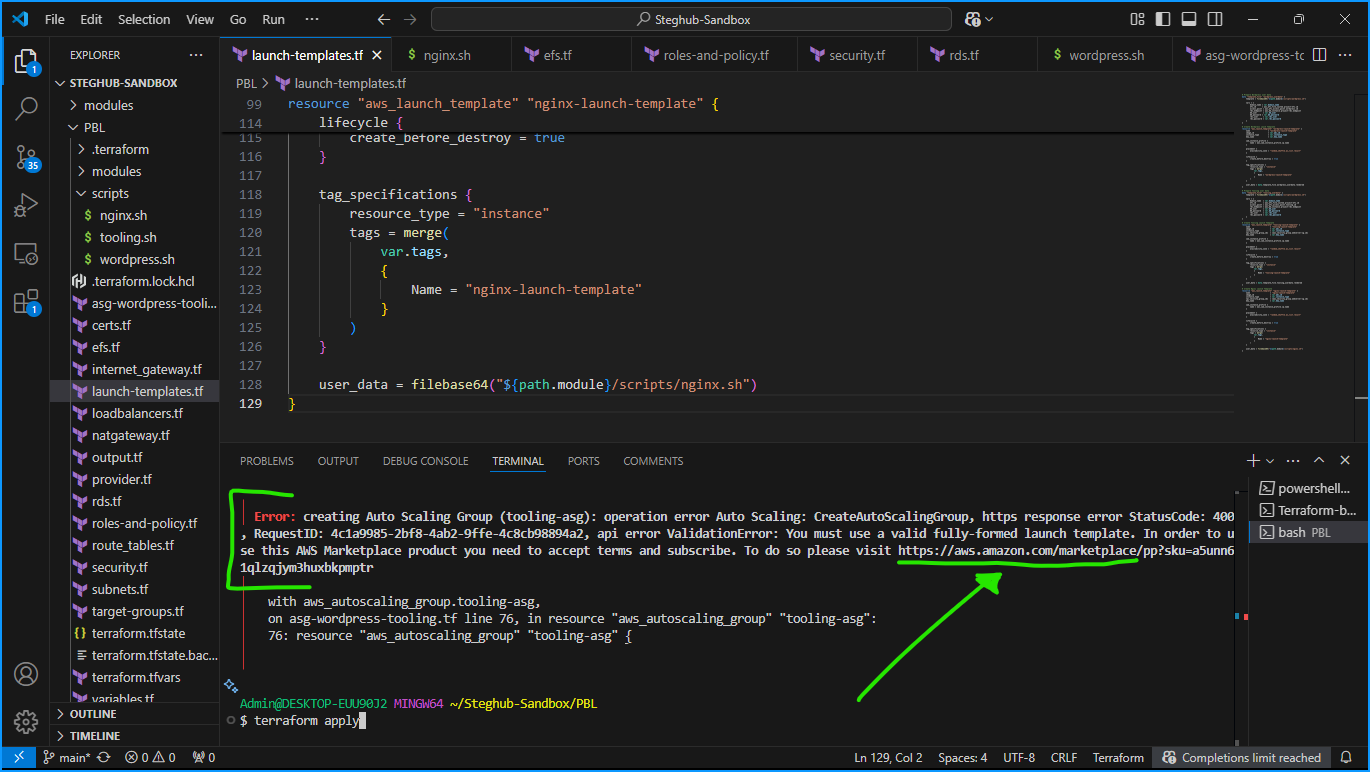 File Edit Selection View Go Run ··· Steghub-Sandbox
EXPLORER ···
STEGHUB-SANDBOX
modules
PBL
.terraform
modules
scripts
$ nginx.sh
$ tooling.sh
$ wordpress.sh
.terraform.lock.hcl
asg-wordpress-tooli...
certs.tf
efs.tf
internet_gateway.tf
launch-templates.tf
loadbalancers.tf
natgateway.tf
output.tf
provider.tf
rds.tf
roles-and-policy.tf
route_tables.tf
security.tf
subnets.tf
target-groups.tf
{} terraform.tfstate
terraform.tfstate.bac...
terraform.tfvars
variables.tf
OUTLINE
TIMELINE
1
35
1
launch-templates.tf $ nginx.sh efs.tf roles-and-policy.tf security.tf rds.tf $ wordpress.sh asg-wordpress-to
PBL > launch-templates.tf
99 resource "aws_launch_template" "nginx-launch-template" {
114 lifecycle {
115 create_before_destroy = true
116 }
117
118 tag_specifications {
119 resource_type = "instance"
120 tags = merge(
121 var.tags,
122 {
123 Name = "nginx-launch-template"
124 }
125 )
126 }
127
128 user_data = filebase64("${path.module}/scripts/nginx.sh")
129 }
PROBLEMS OUTPUT DEBUG CONSOLE TERMINAL PORTS COMMENTS
Error: creating Auto Scaling Group (tooling-asg): operation error Auto Scaling: CreateAutoScalingGroup, https response error StatusCode: 400
, RequestID: 4c1a9985-2bf8-4ab2-9ffe-4c8cb98894a2, api error ValidationError: You must use a valid fully-formed launch template. In order to u
se this AWS Marketplace product you need to accept terms and subscribe. To do so please visit https://aws.amazon.com/marketplace/pp?sku=a5unn6
1qlzqjym3huxbkpmptr
with aws_autoscaling_group.tooling-asg,
on asg-wordpress-tooling.tf line 76, in resource "aws_autoscaling_group" "tooling-asg":
76: resource "aws_autoscaling_group" "tooling-asg" {
Admin@DESKTOP-EUU90J2 MINGW64 ~/Steghub-Sandbox/PBL
$ terraform apply
powershell...
Terraform-b...
bash PBL
main* 0 0 0 Ln 129, Col 2 Spaces: 4 UTF-8 CRLF Terraform Completions limit reached